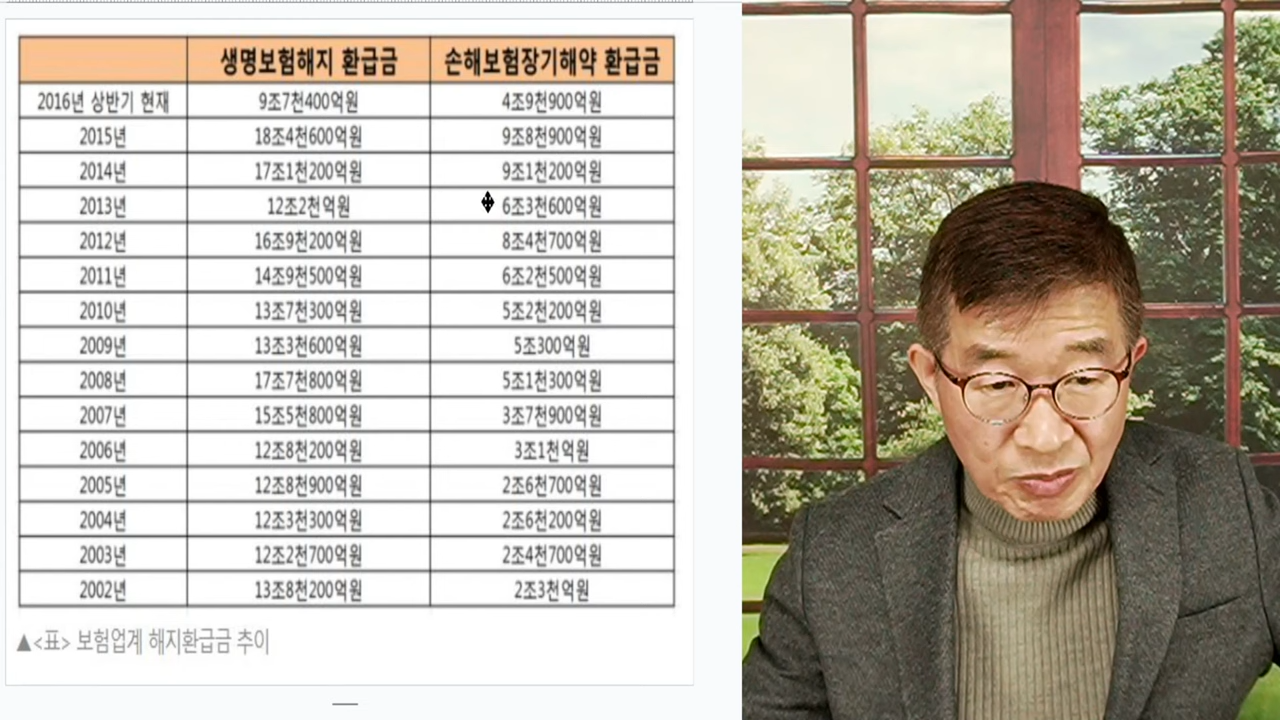 생명보험해지 환급금 손해보험장기해약 환급금
2016년 상반기 현재 9조7천400억원 4조9천900억원
2015년 18조4천600억원 9조8천900억원
2014년 17조1천200억원 9조1천200억원
2013년 12조2천억원 6조3천600억원
2012년 16조9천200억원 8조4천700억원
2011년 14조9천500억원 6조2천500억원
2010년 13조7천300억원 5조2천200억원
2009년 13조3천600억원 5조300억원
2008년 17조7천800억원 5조1천300억원
2007년 15조5천800억원 3조7천900억원
2006년 12조8천200억원 3조1천억원
2005년 12조8천900억원 2조6천700억원
2004년 12조3천300억원 2조6천200억원
2003년 12조2천700억원 2조4천700억원
2002년 13조8천200억원 2조3천억원
▲<표> 보험업계 해지환급금 추이